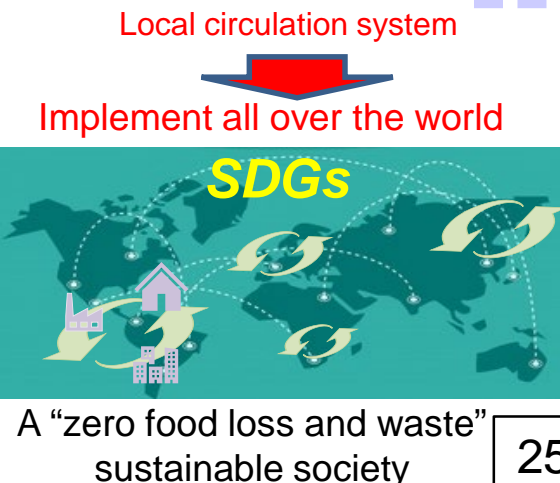 Local circulation system
Implement all over the world
SDGs
A “zero food loss and waste”
sustainable society
25